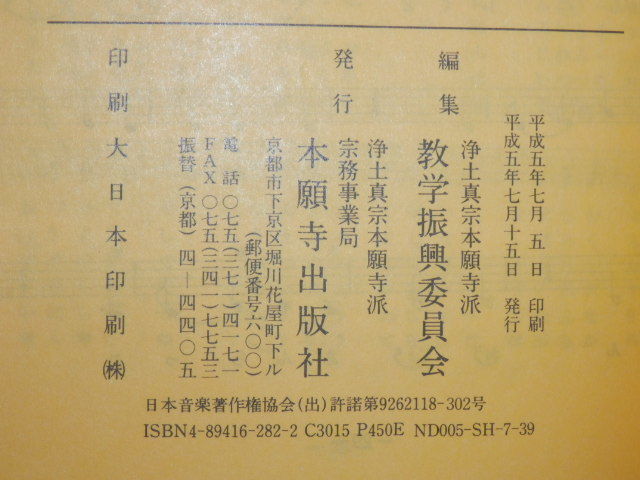 平成五年七月 五 日 印刷
平成五年七月十五日 発行
編集 浄土真宗本願寺派
教学振興委員会
発行 浄土真宗本願寺派
宗務事業局
本願寺出版社
京都市下京区堀川花屋町下ル
(郵便番号六〇〇)
電話 〇七五(三七一)四一七一
FAX 〇七五(三四一)七七五三
振替(京都)四―四四〇五
印刷 大日本印刷㈱
日本音楽著作権協会(出)許諾第9262118-302号
ISBN4-89416-282-2 C3015 P450E ND005-SH-7-39